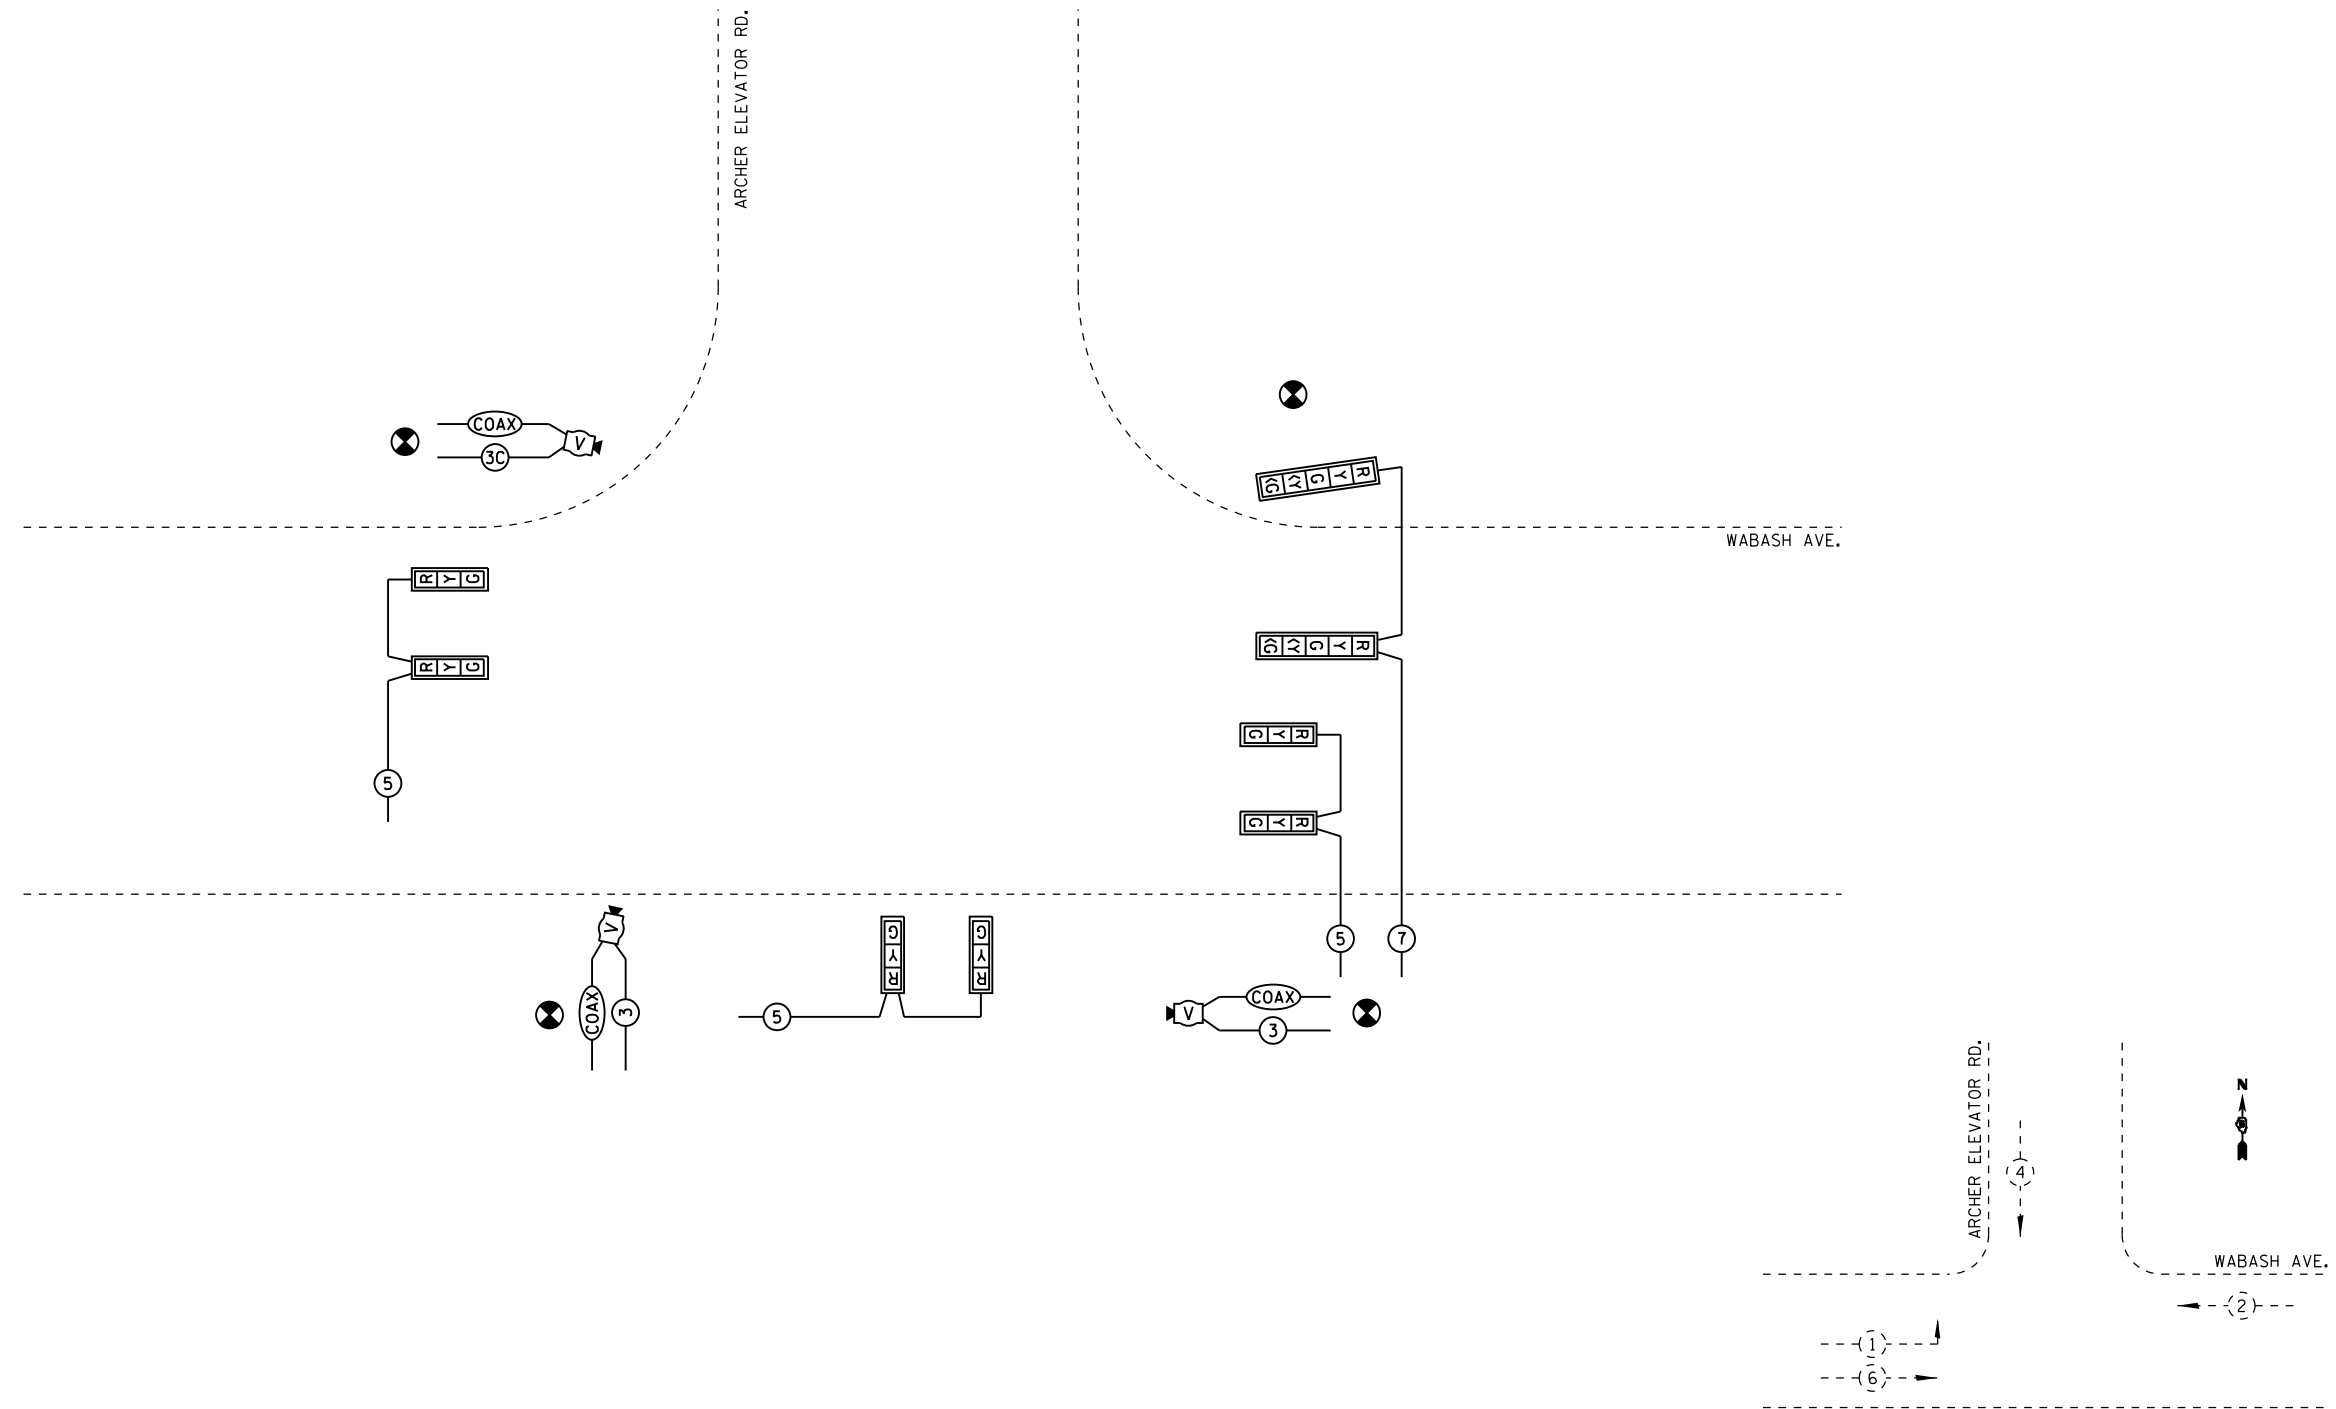 ARCHER ELEVATOR RD.
COAX
V
3C
<G <Y G Y R
WABASH AVE.
R Y G
<G <Y G Y R
R Y G
G Y R
5
G Y R
V
G Y R
G Y R
5
7
COAX
3
5
V
COAX
3
ARCHER ELEVATOR RD.
N
4
WABASH AVE.
2
1
6